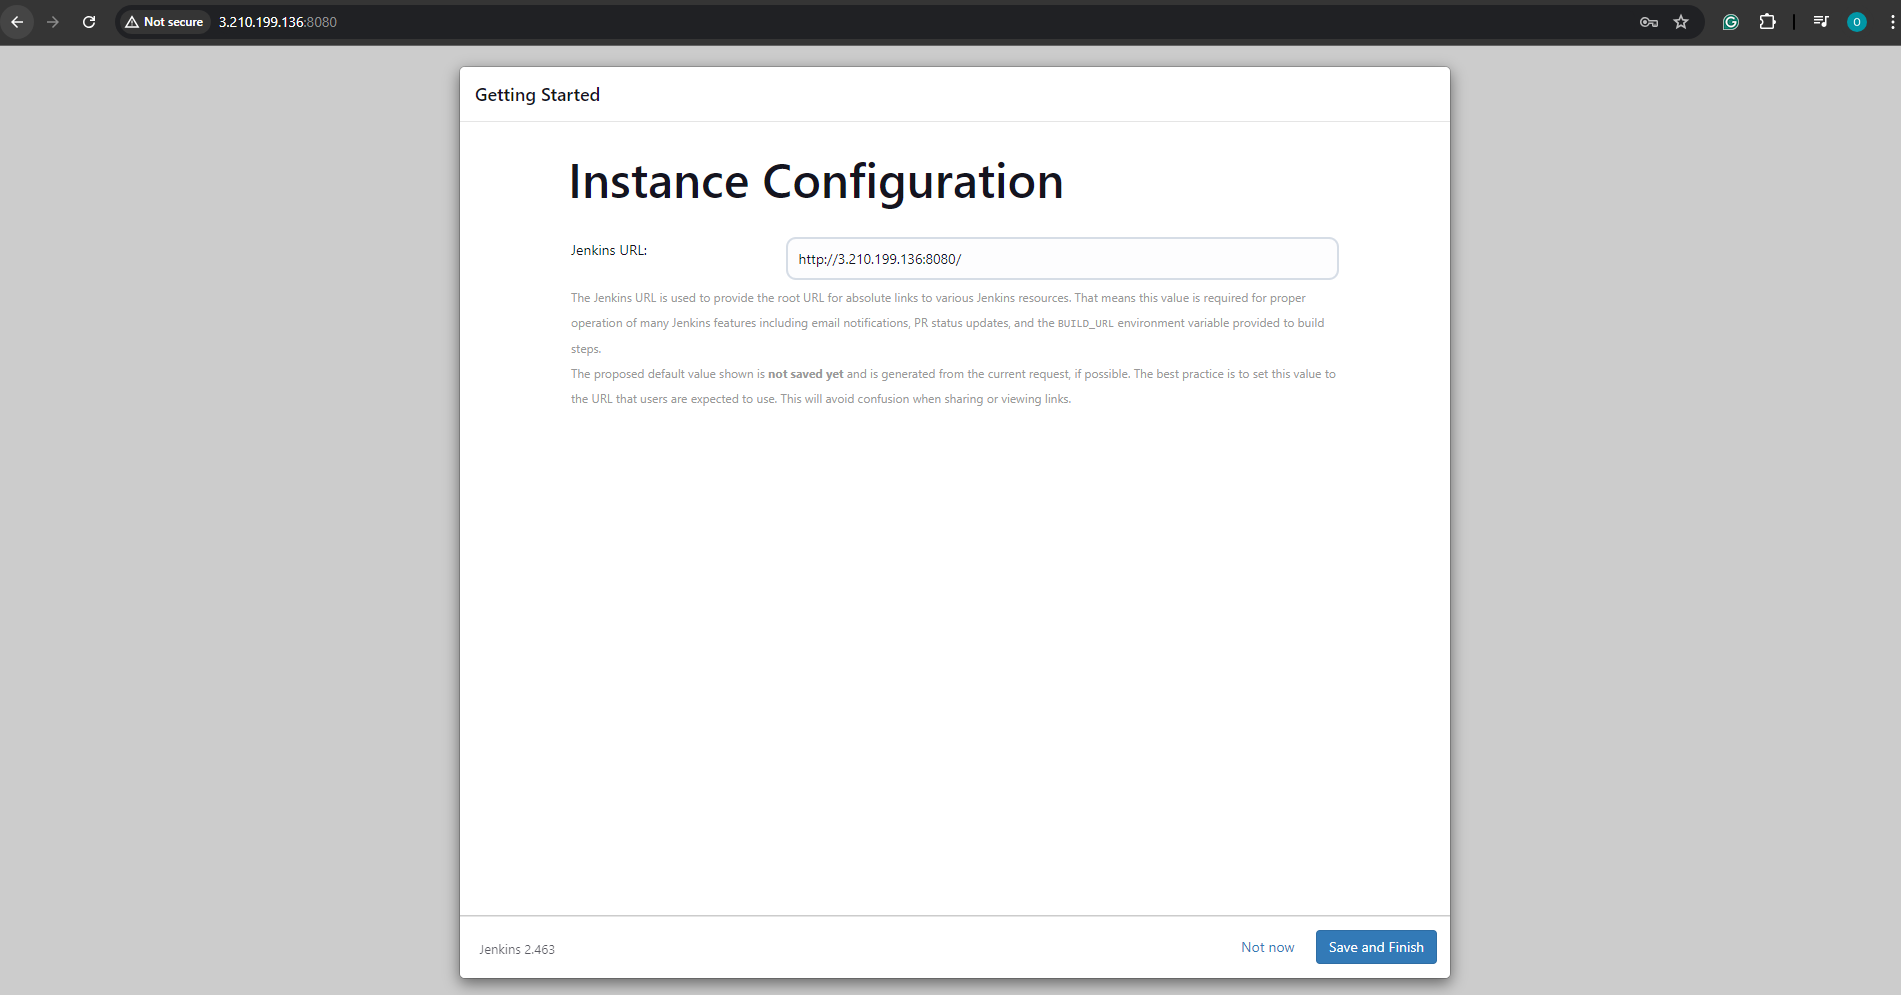 Not secure 3.210.199.136:8080
O
Getting Started
Instance Configuration
Jenkins URL:
http://3.210.199.136:8080/
The Jenkins URL is used to provide the root URL for absolute links to various Jenkins resources. That means this value is required for proper
operation of many Jenkins features including email notifications, PR status updates, and the BUILD_URL environment variable provided to build
steps.
The proposed default value shown is not saved yet and is generated from the current request, if possible. The best practice is to set this value to
the URL that users are expected to use. This will avoid confusion when sharing or viewing links.
Jenkins 2.463
Not now
Save and Finish